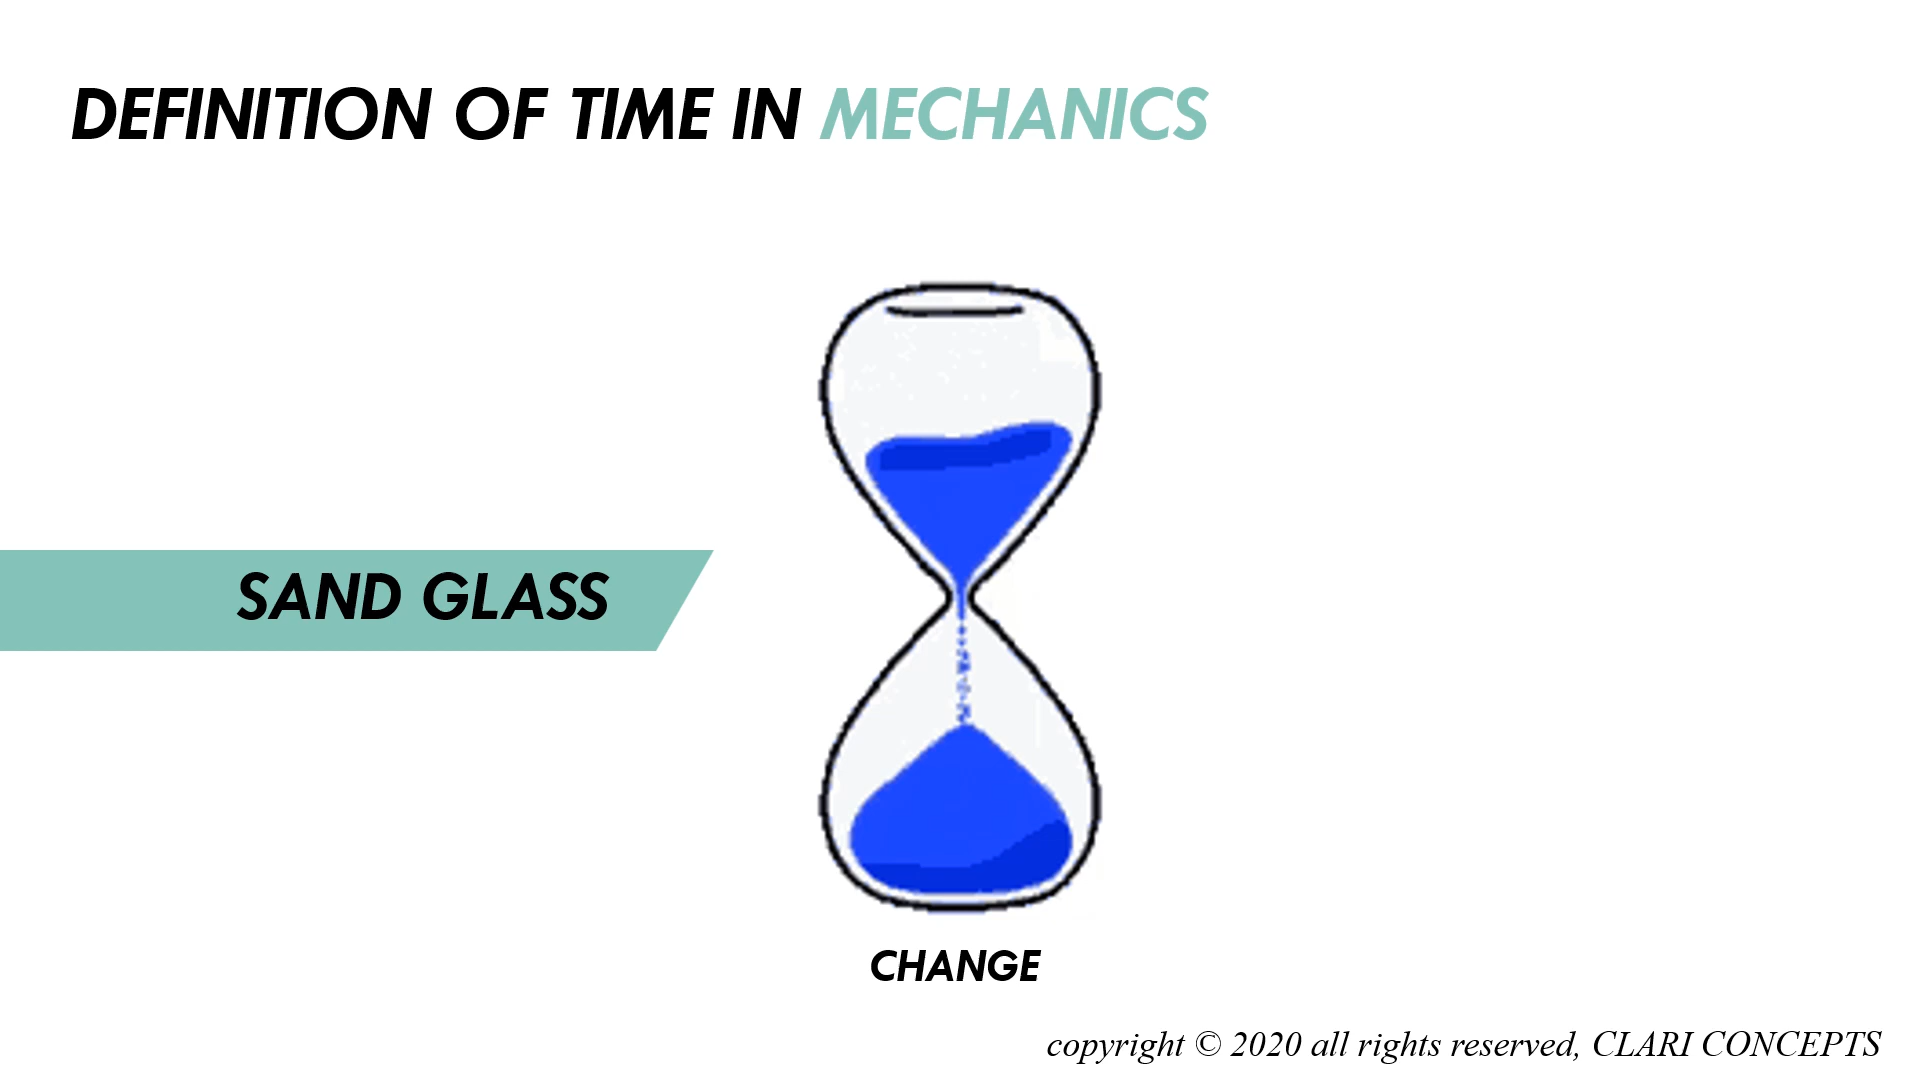 DEFINITION OF TIME IN MECHANICS
SAND GLASS
CHANGE
copyright © 2020 all rights reserved, CLARI CONCEPTS